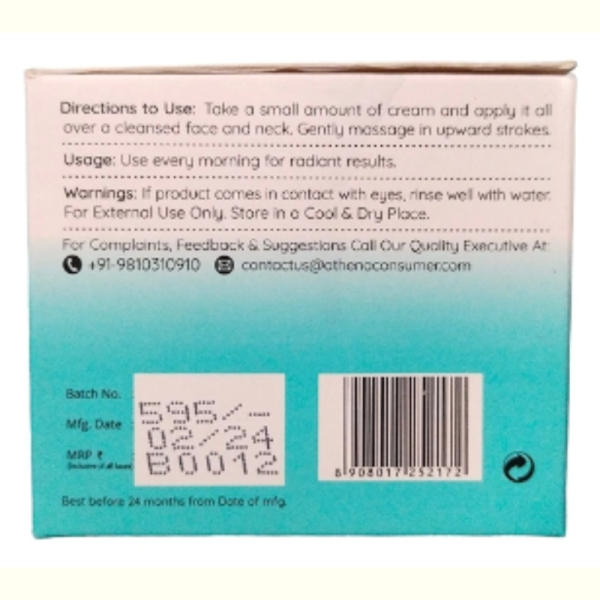 Directions to Use: Take a small amount of cream and apply it all
over a cleansed face and neck. Gently massage in upward strokes.
Usage: Use every morning for radiant results.
Warnings: If product comes in contact with eyes, rinse well with water.
For External Use Only. Store in a Cool & Dry Place.
For Complaints, Feedback & Suggestions Call Our Quality Executive At:
+91-9810310910 contactus@athenaconsumer.com
Batch No.
Mfg. Date
MRP ₹
(Inclusive of all taxes)
595/-
02/24
B0012
8 908017 252172
Best before 24 months from Date of mfg.